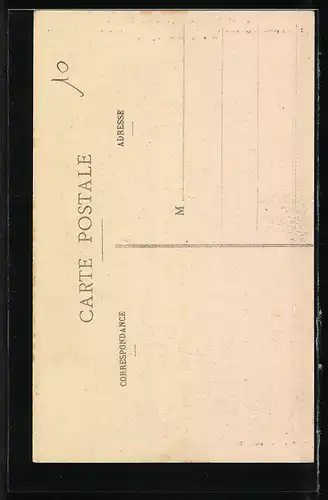 10
CARTE POSTALE
CORRESPONDANCE
ADRESSE
M